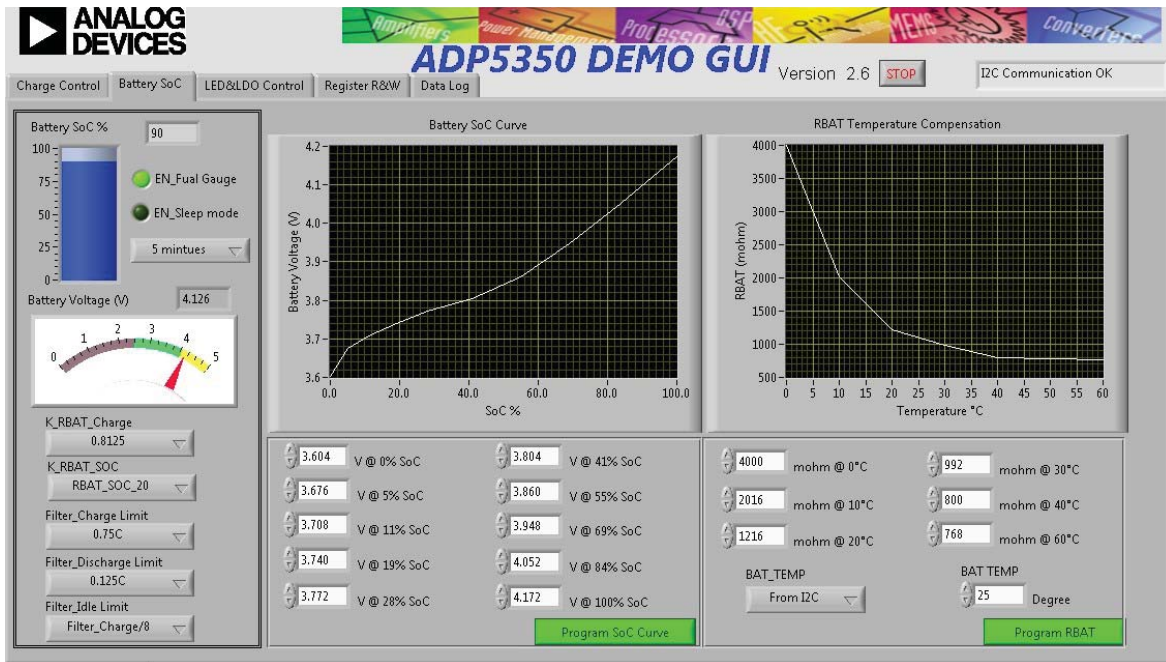 ANALOG
DEVICES
Amplifiers Power Management Processors DSP RF MEMS Converters
ADP5350 DEMO GUI
Version 2.6 STOP
I2C Communication OK
Charge Control Battery SoC LED&LDO Control Register R&W Data Log
Battery SoC % 90
100
75
50
25
0
EN_Fual Gauge
EN_Sleep mode
5 mintues
Battery Voltage (V) 4.126
0 1 2 3 4 5
K_RBAT_Charge
0.8125
K_RBAT_SOC
RBAT_SOC_20
Filter_Charge Limit
0.75C
Filter_Discharge Limit
0.125C
Filter_Idle Limit
Filter_Charge/8
Battery SoC Curve
Battery Voltage (V)
4.2
4.1
4.0
3.9
3.8
3.7
3.6
0.0 20.0 40.0 60.0 80.0 100.0
SoC %
3.604 V @ 0% SoC 3.804 V @ 41% SoC
3.676 V @ 5% SoC 3.860 V @ 55% SoC
3.708 V @ 11% SoC 3.948 V @ 69% SoC
3.740 V @ 19% SoC 4.052 V @ 84% SoC
3.772 V @ 28% SoC 4.172 V @ 100% SoC
Program SoC Curve
RBAT Temperature Compensation
RBAT (mohm)
4000
3500
3000
2500
2000
1500
1000
500
0 5 10 15 20 25 30 35 40 45 50 55 60
Temperature °C
4000 mohm @ 0°C 992 mohm @ 30°C
2016 mohm @ 10°C 800 mohm @ 40°C
1216 mohm @ 20°C 768 mohm @ 60°C
BAT_TEMP BAT TEMP
From I2C 25 Degree
Program RBAT